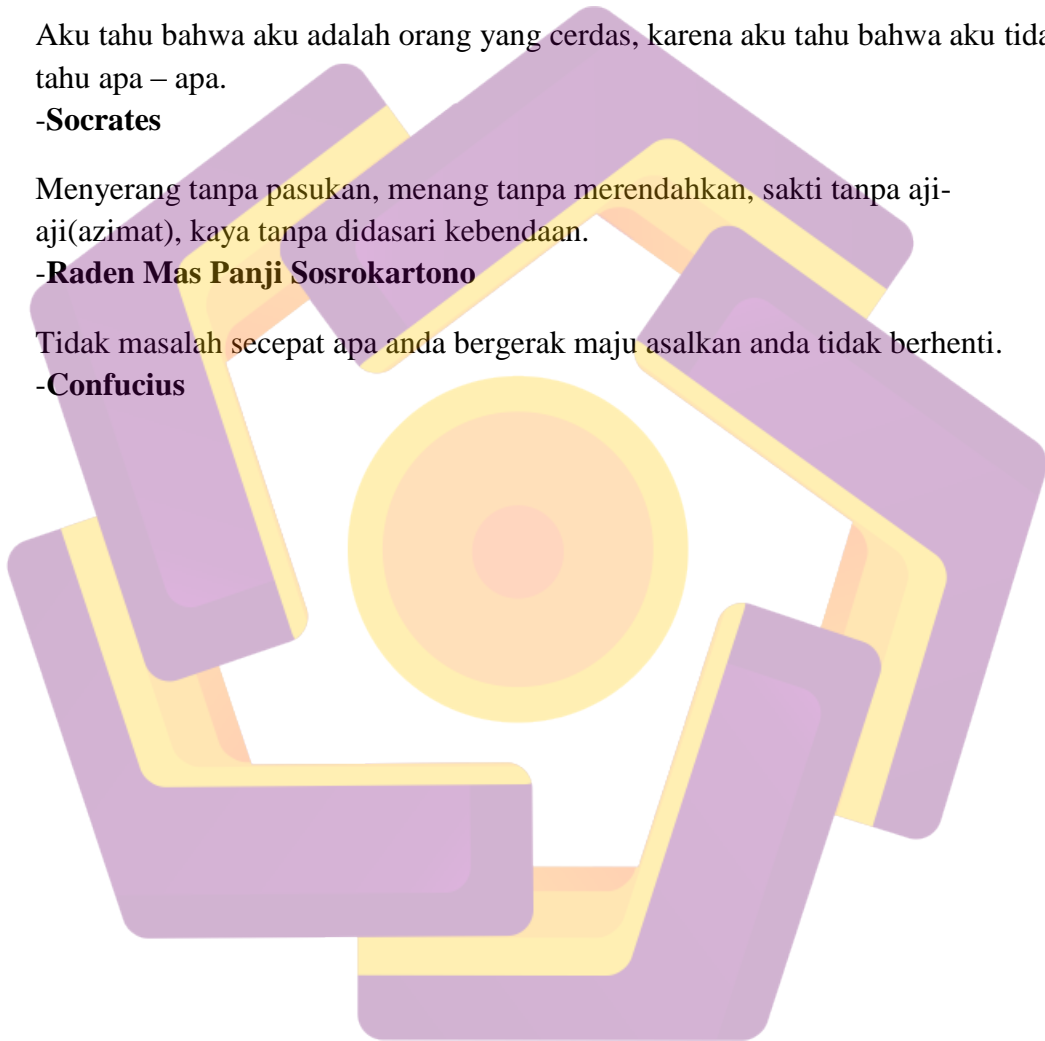 Aku tahu bahwa aku adalah orang yang cerdas, karena aku tahu bahwa aku
tahu apa – apa.
-Socrates
Menyerang tanpa pasukan, menang tanpa merendahkan, sakti tanpa aji-
aji(azimat), kaya tanpa didasari kebendaan.
-Raden Mas Panji Sosrokartono
Tidak masalah secepat apa anda bergerak maju asalkan anda tidak berhenti.
-Confucius